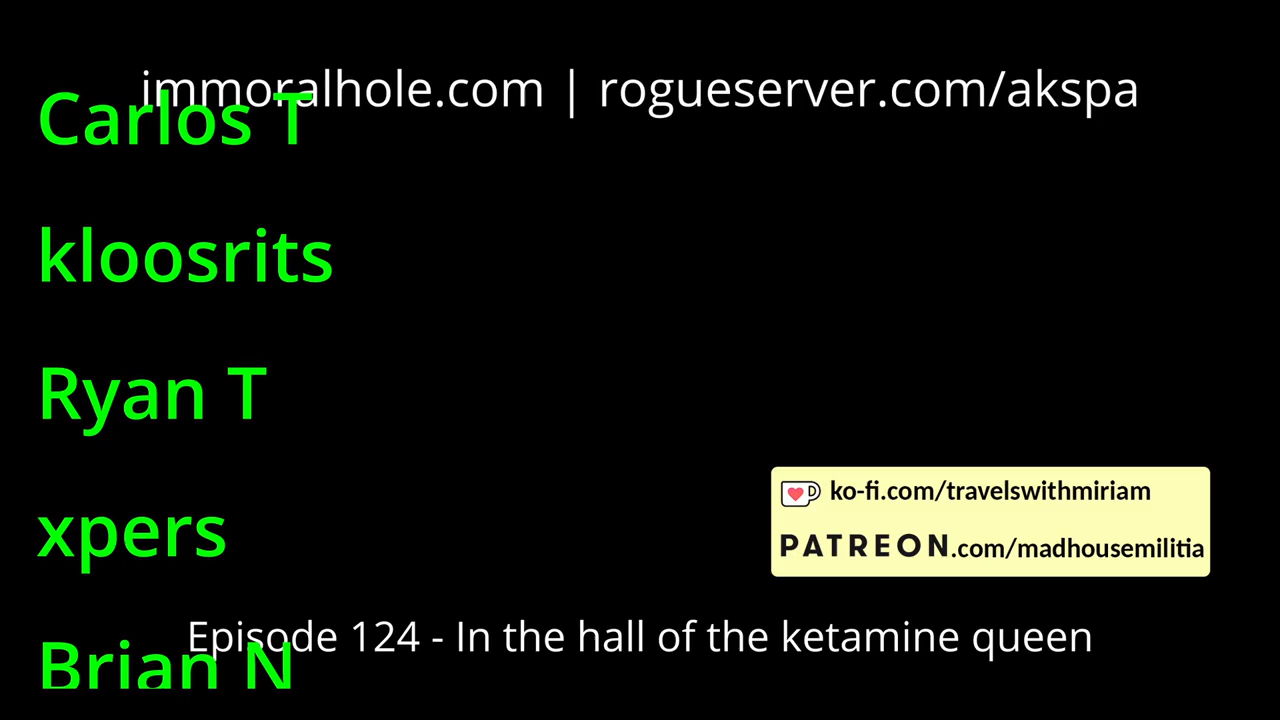 immoralhole.com | rogueserver.com/akspa
Carlos T
kloosrits
Ryan T
ko-fi.com/travelswithmiriam
PATREON.com/madhousemilitia
xpers
Episode 124 - In the hall of the ketamine queen
Brian N